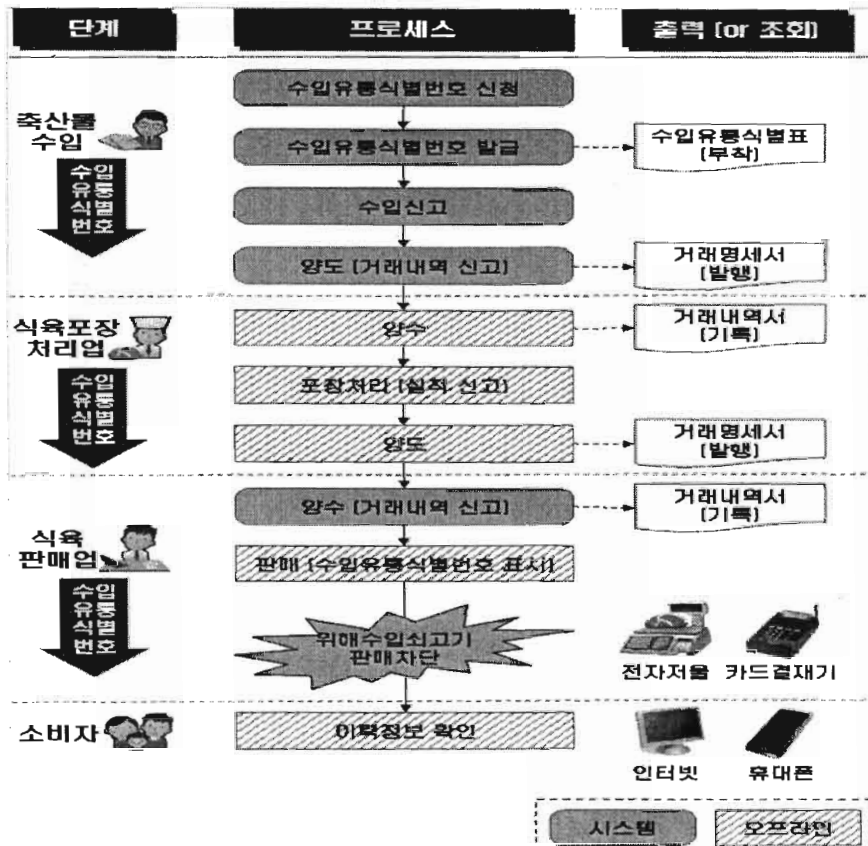 단계
프로세스
출력 (or 조회)
축산물
수입
수입
유통
식별
번호
수입유통식별번호 신청
수입유통식별번호 발급
수입유통식별표
(부착)
수입신고
양도 (거래내역 신고)
거래명세서
(발행)
식육포장
처리업
수입
유통
식별
번호
양수
거래내역서
(기록)
포장처리 (실적 신고)
양도
거래명세서
(발행)
식육
판매업
수입
유통
식별
번호
양수 (거래내역 신고)
거래내역서
(기록)
판매 (수입유통식별번호 표시)
위해수입쇠고기
판매차단
전자저울
카드결재기
소비자
이력정보 확인
인터넷
휴대폰
시스템
오프라인